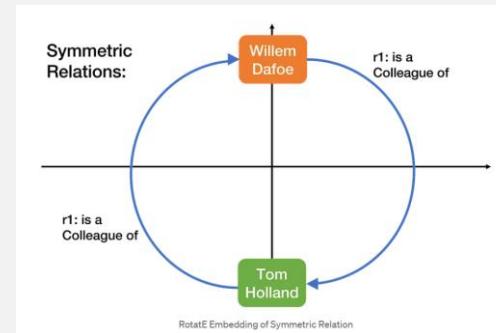 Symmetric
Relations:
Willem
Dafoe
r1: is a
Colleague of
r1: is a
Colleague of
Tom
Holland
RotatE Embedding of Symmetric Relation